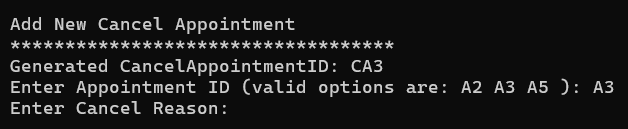 Add New Cancel Appointment
***********************************
Generated CancelAppointmentID: CA3
Enter Appointment ID (valid options are: A2 A3 A5 ): A3
Enter Cancel Reason: